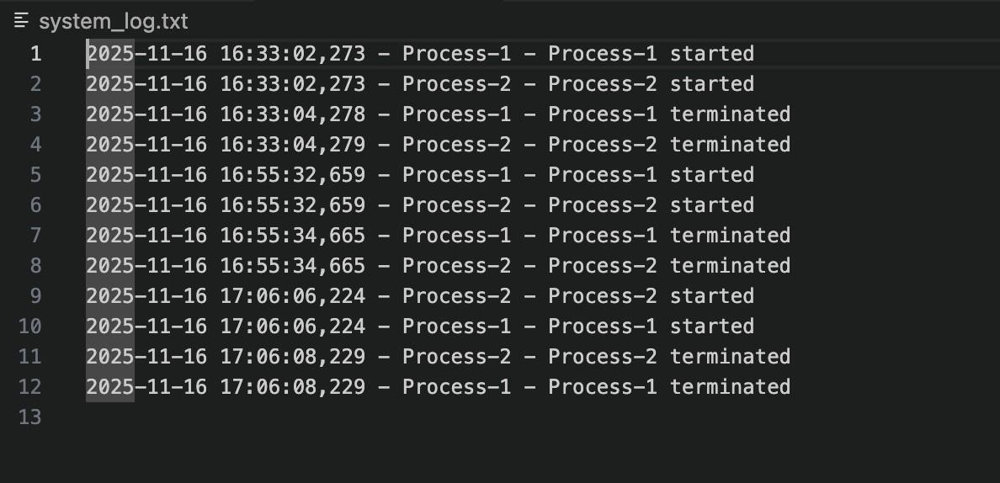 system_log.txt
1 2025-11-16 16:33:02,273 - Process-1 - Process-1 started
2 2025-11-16 16:33:02,273 - Process-2 - Process-2 started
3 2025-11-16 16:33:04,278 - Process-1 - Process-1 terminated
4 2025-11-16 16:33:04,279 - Process-2 - Process-2 terminated
5 2025-11-16 16:55:32,659 - Process-1 - Process-1 started
6 2025-11-16 16:55:32,659 - Process-2 - Process-2 started
7 2025-11-16 16:55:34,665 - Process-1 - Process-1 terminated
8 2025-11-16 16:55:34,665 - Process-2 - Process-2 terminated
9 2025-11-16 17:06:06,224 - Process-2 - Process-2 started
10 2025-11-16 17:06:06,224 - Process-1 - Process-1 started
11 2025-11-16 17:06:08,229 - Process-2 - Process-2 terminated
12 2025-11-16 17:06:08,229 - Process-1 - Process-1 terminated
13